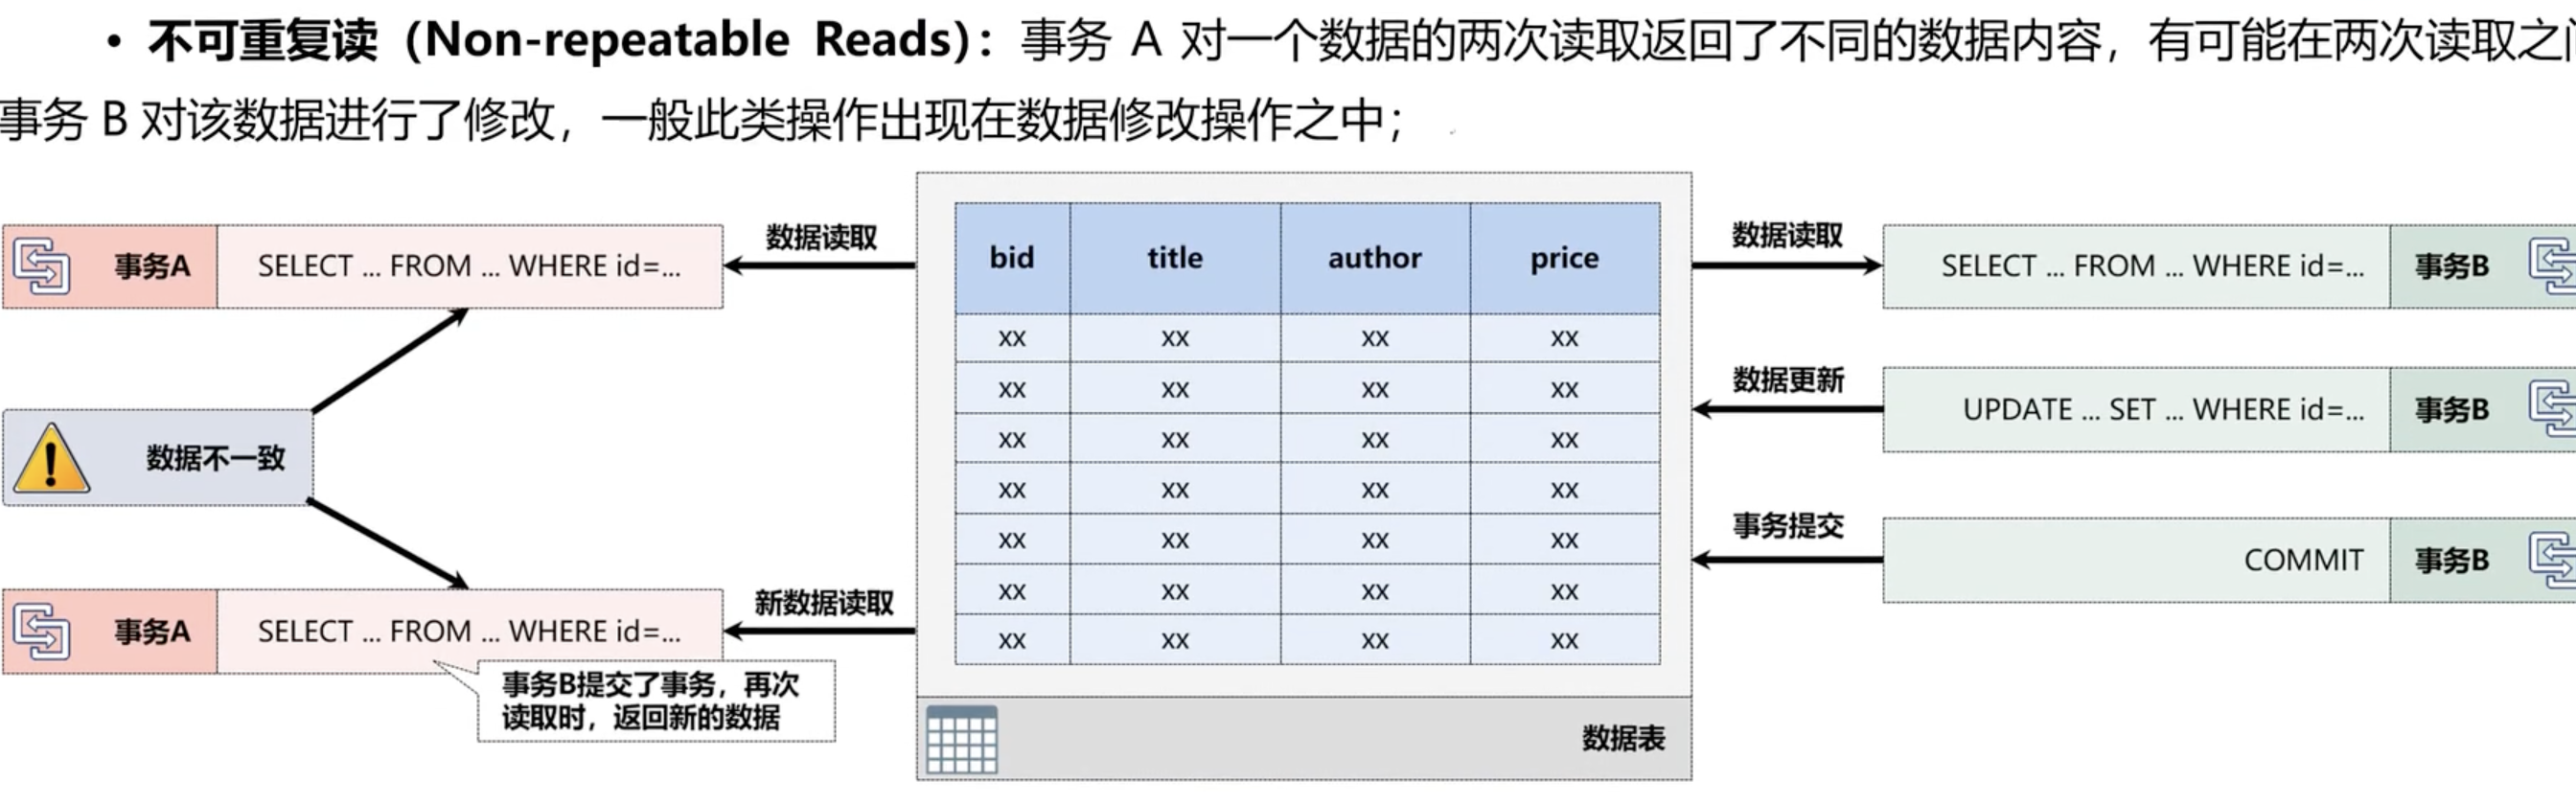 • 不可重复读（Non-repeatable Reads）：事务 A 对一个数据的两次读取返回了不同的数据内容，有可能在两次读取之
事务 B 对该数据进行了修改，一般此类操作出现在数据修改操作之中；
事务A SELECT ... FROM ... WHERE id=...
数据读取
数据不一致
事务A SELECT ... FROM ... WHERE id=...
新数据读取
事务B提交了事务，再次
读取时，返回新的数据
bid title author price
xx xx xx xx
xx xx xx xx
xx xx xx xx
xx xx xx xx
xx xx xx xx
xx xx xx xx
xx xx xx xx
数据表
数据读取
SELECT ... FROM ... WHERE id=... 事务B
数据更新
UPDATE ... SET ... WHERE id=... 事务B
事务提交
COMMIT 事务B